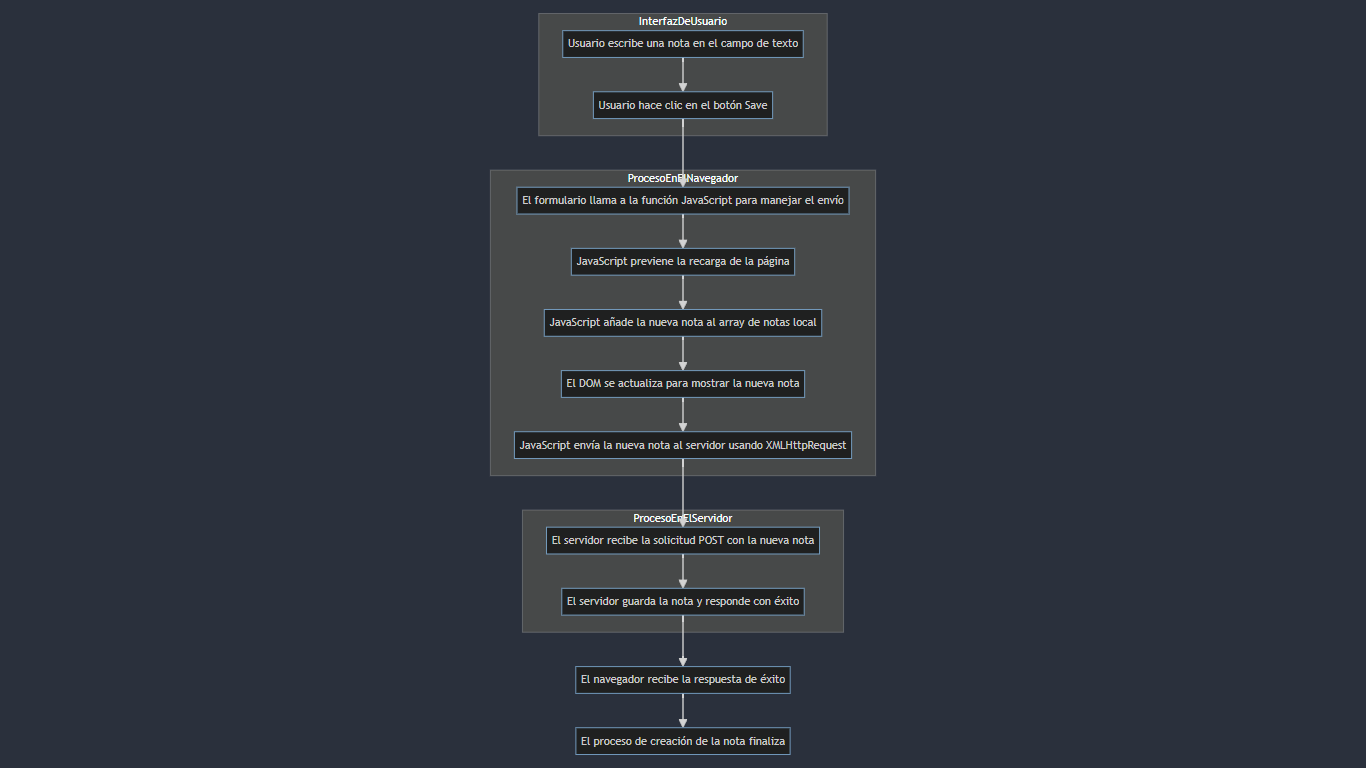 InterfazDeUsuario
Usuario escribe una nota en el campo de texto
Usuario hace clic en el botón Save
ProcesoEnElNavegador
El formulario llama a la función JavaScript para manejar el envío
JavaScript previene la recarga de la página
JavaScript añade la nueva nota al array de notas local
El DOM se actualiza para mostrar la nueva nota
JavaScript envía la nueva nota al servidor usando XMLHttpRequest
ProcesoEnElServidor
El servidor recibe la solicitud POST con la nueva nota
El servidor guarda la nota y responde con éxito
El navegador recibe la respuesta de éxito
El proceso de creación de la nota finaliza